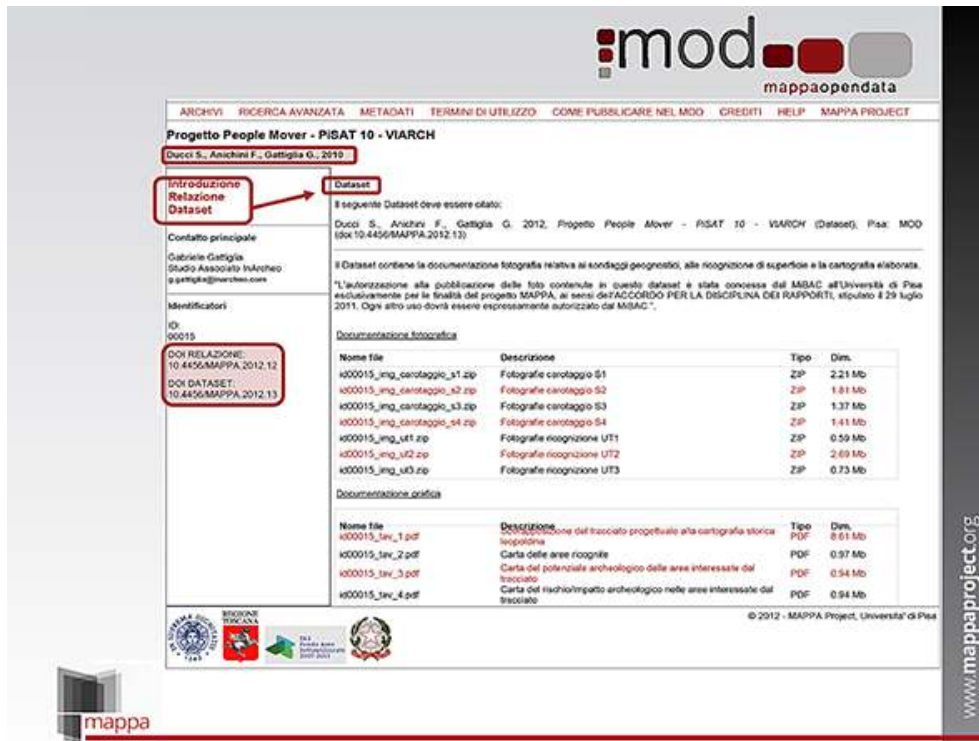 mod
mappaopendata
ARCHIVI RICERCA AVANZATA METADATI TERMINI DI UTILIZZO COME PUBBLICARE NEL MOD CREDITI HELP MAPPA PROJECT
Progetto People Mover - PiSAT 10 - VIARCH
Ducci S., Anichini F., Gattiglia G., 2010
Introduzione
Relazione
Dataset
Contatto principale
Gabriele Gattiglia
Studio Associato InArcheo
g.gattiglia@inarcheo.com
Identificatori
ID:
00015
DOI RELAZIONE:
10.4456/MAPPA.2012.12
DOI DATASET:
10.4456/MAPPA.2012.13
Dataset
Il seguente Dataset deve essere citato:
Ducci S., Anichini F., Gattiglia G. 2012, Progetto People Mover - PiSAT 10 - VIARCH (Dataset), Pisa: MOD
(doi:10.4456/MAPPA.2012.13)
Il Dataset contiene la documentazione fotografia relativa ai sondaggi geognostici, alle ricognizione di superficie e la cartografia elaborata.
"L'autorizzazione alla pubblicazione delle foto contenute in questo dataset è stata concessa dal MiBAC all'Università di Pisa
esclusivamente per le finalità del progetto MAPPA, ai sensi dell'ACCORDO PER LA DISCIPLINA DEI RAPPORTI, stipulato il 29 luglio
2011. Ogni altro uso dovrà essere espressamente autorizzato dal MiBAC.".
Documentazione fotografica
Nome file Descrizione Tipo Dim.
id00015_img_carotaggio_s1.zip Fotografie carotaggio S1 ZIP 2.21 Mb
id00015_img_carotaggio_s2.zip Fotografie carotaggio S2 ZIP 1.81 Mb
id00015_img_carotaggio_s3.zip Fotografie carotaggio S3 ZIP 1.37 Mb
id00015_img_carotaggio_s4.zip Fotografie carotaggio S4 ZIP 1.41 Mb
id00015_img_ut1.zip Fotografie ricognizione UT1 ZIP 0.59 Mb
id00015_img_ut2.zip Fotografie ricognizione UT2 ZIP 2.69 Mb
id00015_img_ut3.zip Fotografie ricognizione UT3 ZIP 0.73 Mb
Documentazione grafica
Nome file Descrizione Tipo Dim.
id00015_tav_1.pdf Sovrapposizione del tracciato progettuale alla cartografia storica leopoldina PDF 8.61 Mb
id00015_tav_2.pdf Carta delle aree ricognite PDF 0.97 Mb
id00015_tav_3.pdf Carta del potenziale archeologico delle aree interessate dal tracciato PDF 0.94 Mb
id00015_tav_4.pdf Carta del rischio/impatto archeologico nelle aree interessate dal tracciato PDF 0.94 Mb
REGIONE
TOSCANA
© 2012 - MAPPA Project, Universita' di Pisa
www.mappaproject.org
mappa